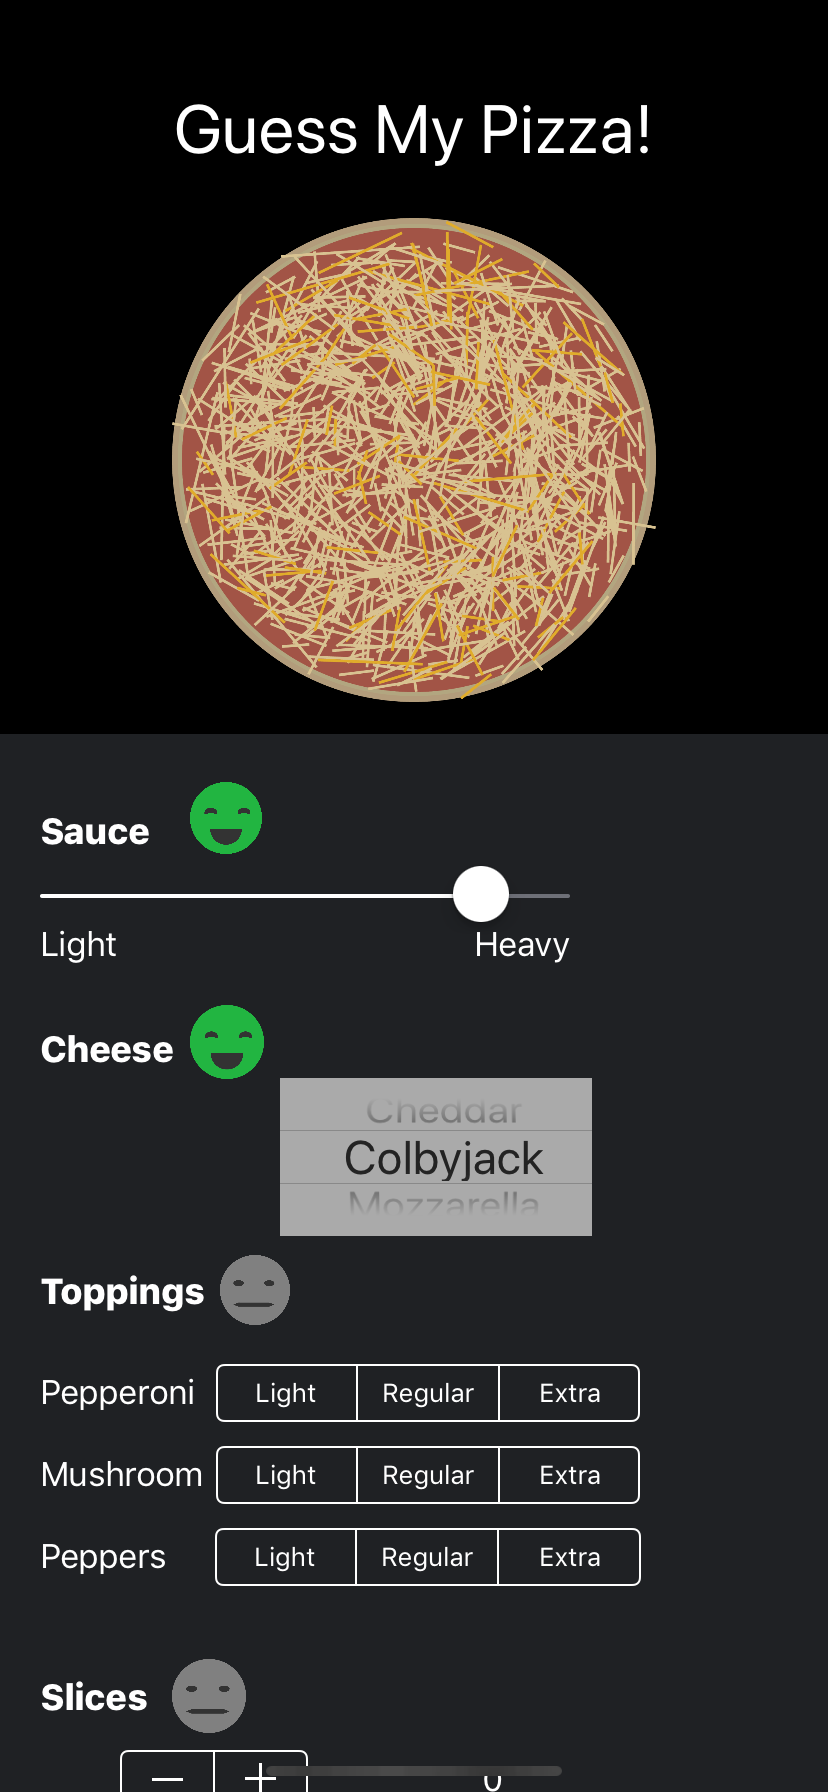 Guess My Pizza!
Sauce
Light Heavy
Cheese
Cheddar
Colbyjack
Mozzarella
Toppings
Pepperoni Light Regular Extra
Mushroom Light Regular Extra
Peppers Light Regular Extra
Slices
− + 0